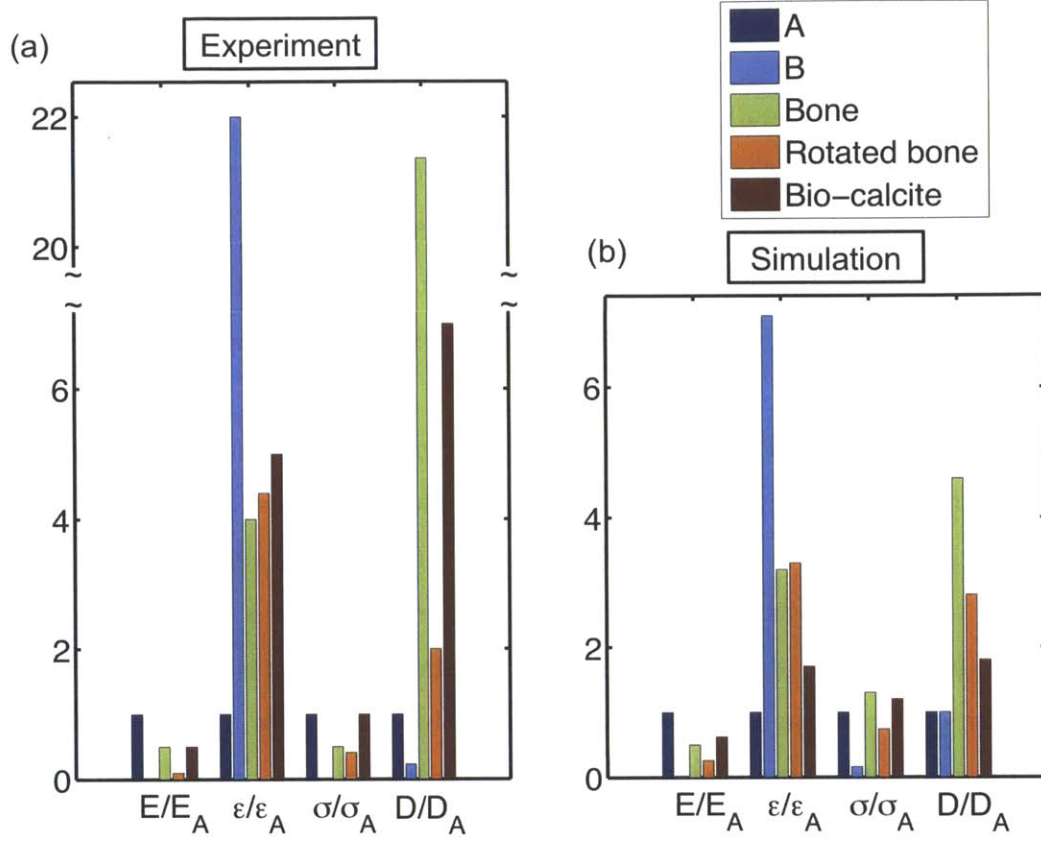 (a)
Experiment
22
20
~ ~
~ ~
6
4
2
0
E/E_A ε/ε_A σ/σ_A D/D_A
A
B
Bone
Rotated bone
Bio-calcite
(b)
Simulation
6
4
2
0
E/E_A ε/ε_A σ/σ_A D/D_A